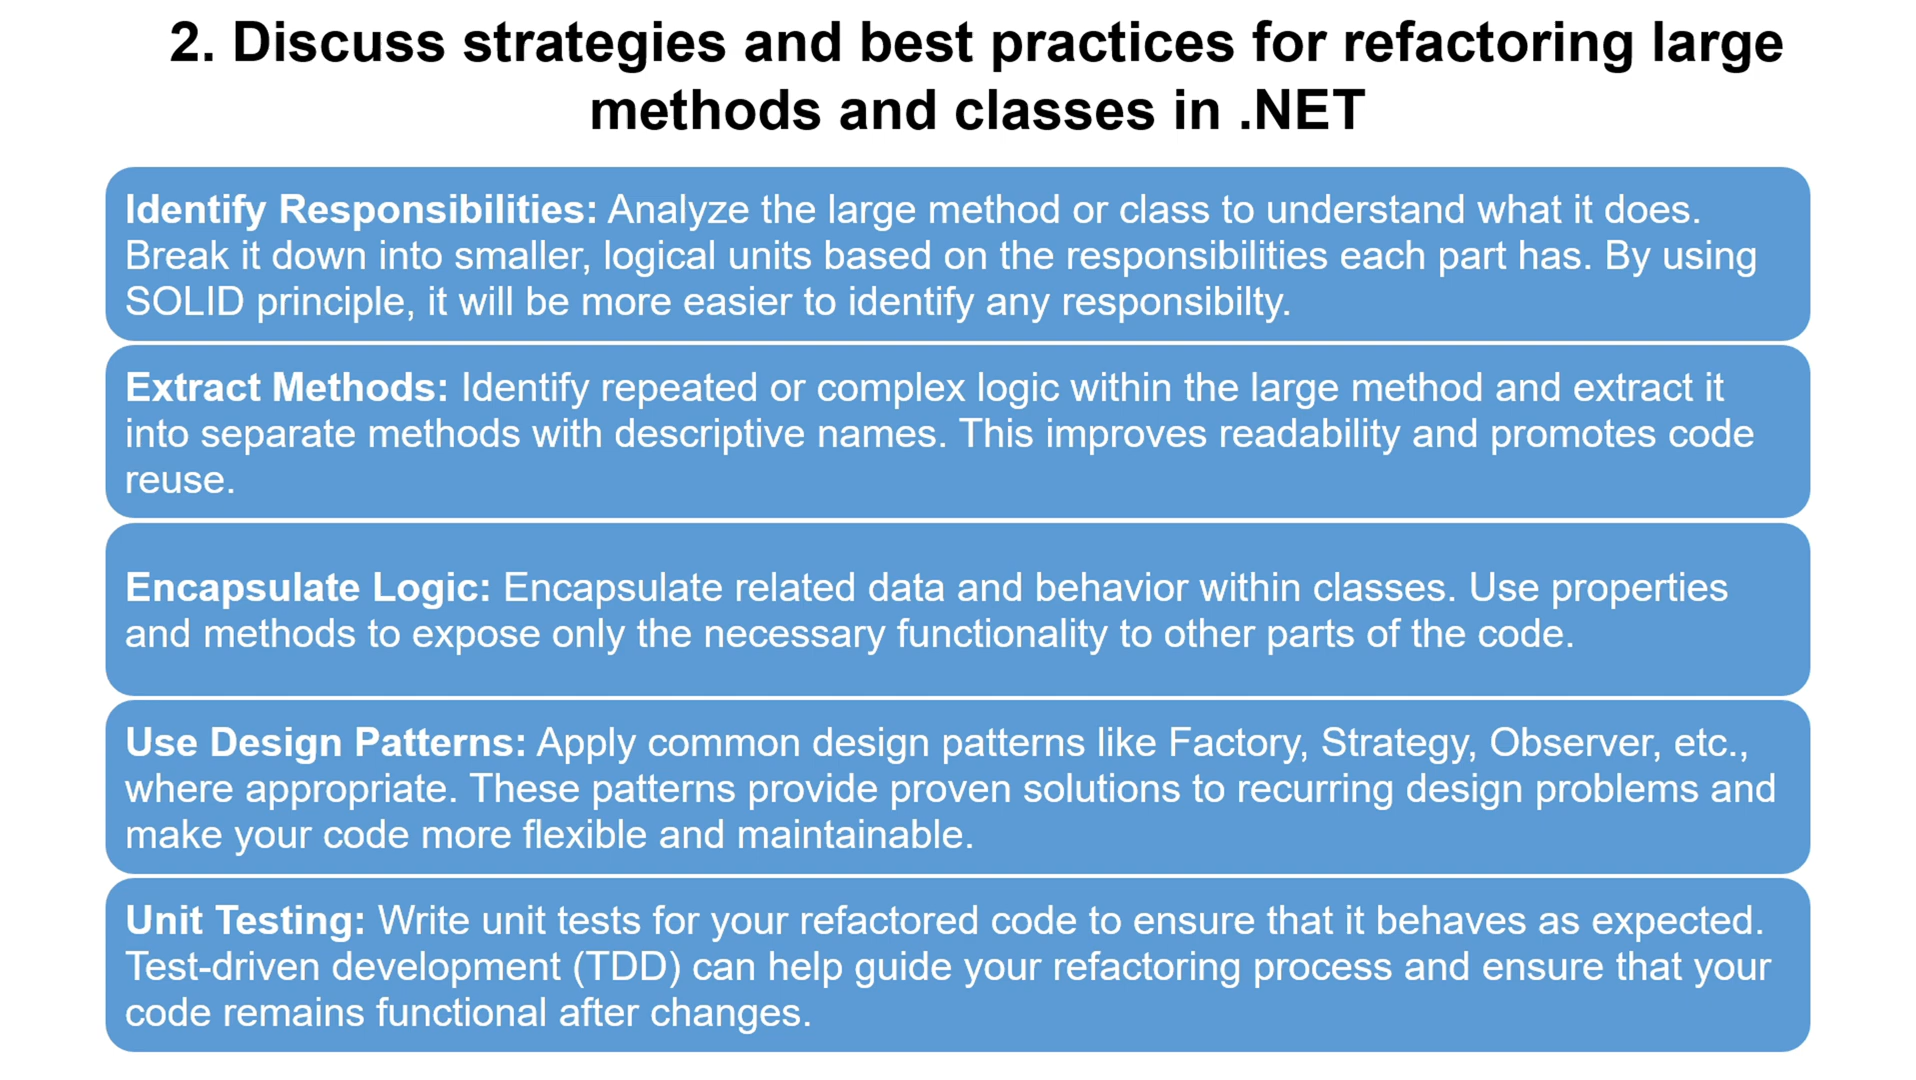 2. Discuss strategies and best practices for refactoring large
methods and classes in .NET
Identify Responsibilities: Analyze the large method or class to understand what it does.
Break it down into smaller, logical units based on the responsibilities each part has. By using
SOLID principle, it will be more easier to identify any responsibilty.
Extract Methods: Identify repeated or complex logic within the large method and extract it
into separate methods with descriptive names. This improves readability and promotes code
reuse.
Encapsulate Logic: Encapsulate related data and behavior within classes. Use properties
and methods to expose only the necessary functionality to other parts of the code.
Use Design Patterns: Apply common design patterns like Factory, Strategy, Observer, etc.,
where appropriate. These patterns provide proven solutions to recurring design problems and
make your code more flexible and maintainable.
Unit Testing: Write unit tests for your refactored code to ensure that it behaves as expected.
Test-driven development (TDD) can help guide your refactoring process and ensure that your
code remains functional after changes.